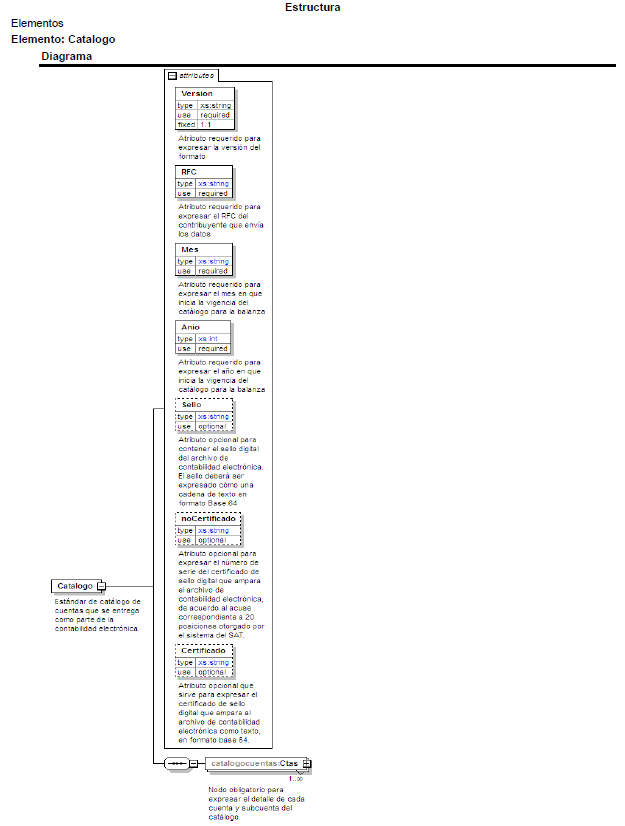 Estructura
Elementos
Elemento: Catalogo
Diagrama
attributes
Version
type xs:string
use required
fixed 1.1
Atributo requerido para
expresar la versión del
formato
RFC
type xs:string
use required
Atributo requerido para
expresar el RFC del
contribuyente que envía
los datos
Mes
type xs:string
use required
Atributo requerido para
expresar el mes en que
inicia la vigencia del
catálogo para la balanza
Anio
type xs:int
use required
Atributo requerido para
expresar el año en que
inicia la vigencia del
catálogo para la balanza
Sello
type xs:string
use optional
Atributo opcional para
contener el sello digital
del archivo de
contabilidad electrónica.
El sello deberá ser
expresado cómo una
cadena de texto en
formato Base 64
noCertificado
type xs:string
use optional
Atributo opcional para
expresar el número de
serie del certificado de
sello digital que ampara
el archivo de
contabilidad electrónica,
de acuerdo al acuse
correspondiente a 20
posiciones otorgado por
el sistema del SAT.
Certificado
type xs:string
use optional
Atributo opcional que
sirve para expresar el
certificado de sello
digital que ampara al
archivo de contabilidad
electrónica como texto,
en formato base 64.
Catalogo
Estándar de catálogo de
cuentas que se entrega
como parte de la
contabilidad electrónica.
catalogocuentas:Ctas
1..∞
Nodo obligatorio para
expresar el detalle de cada
cuenta y subcuenta del
catálogo.